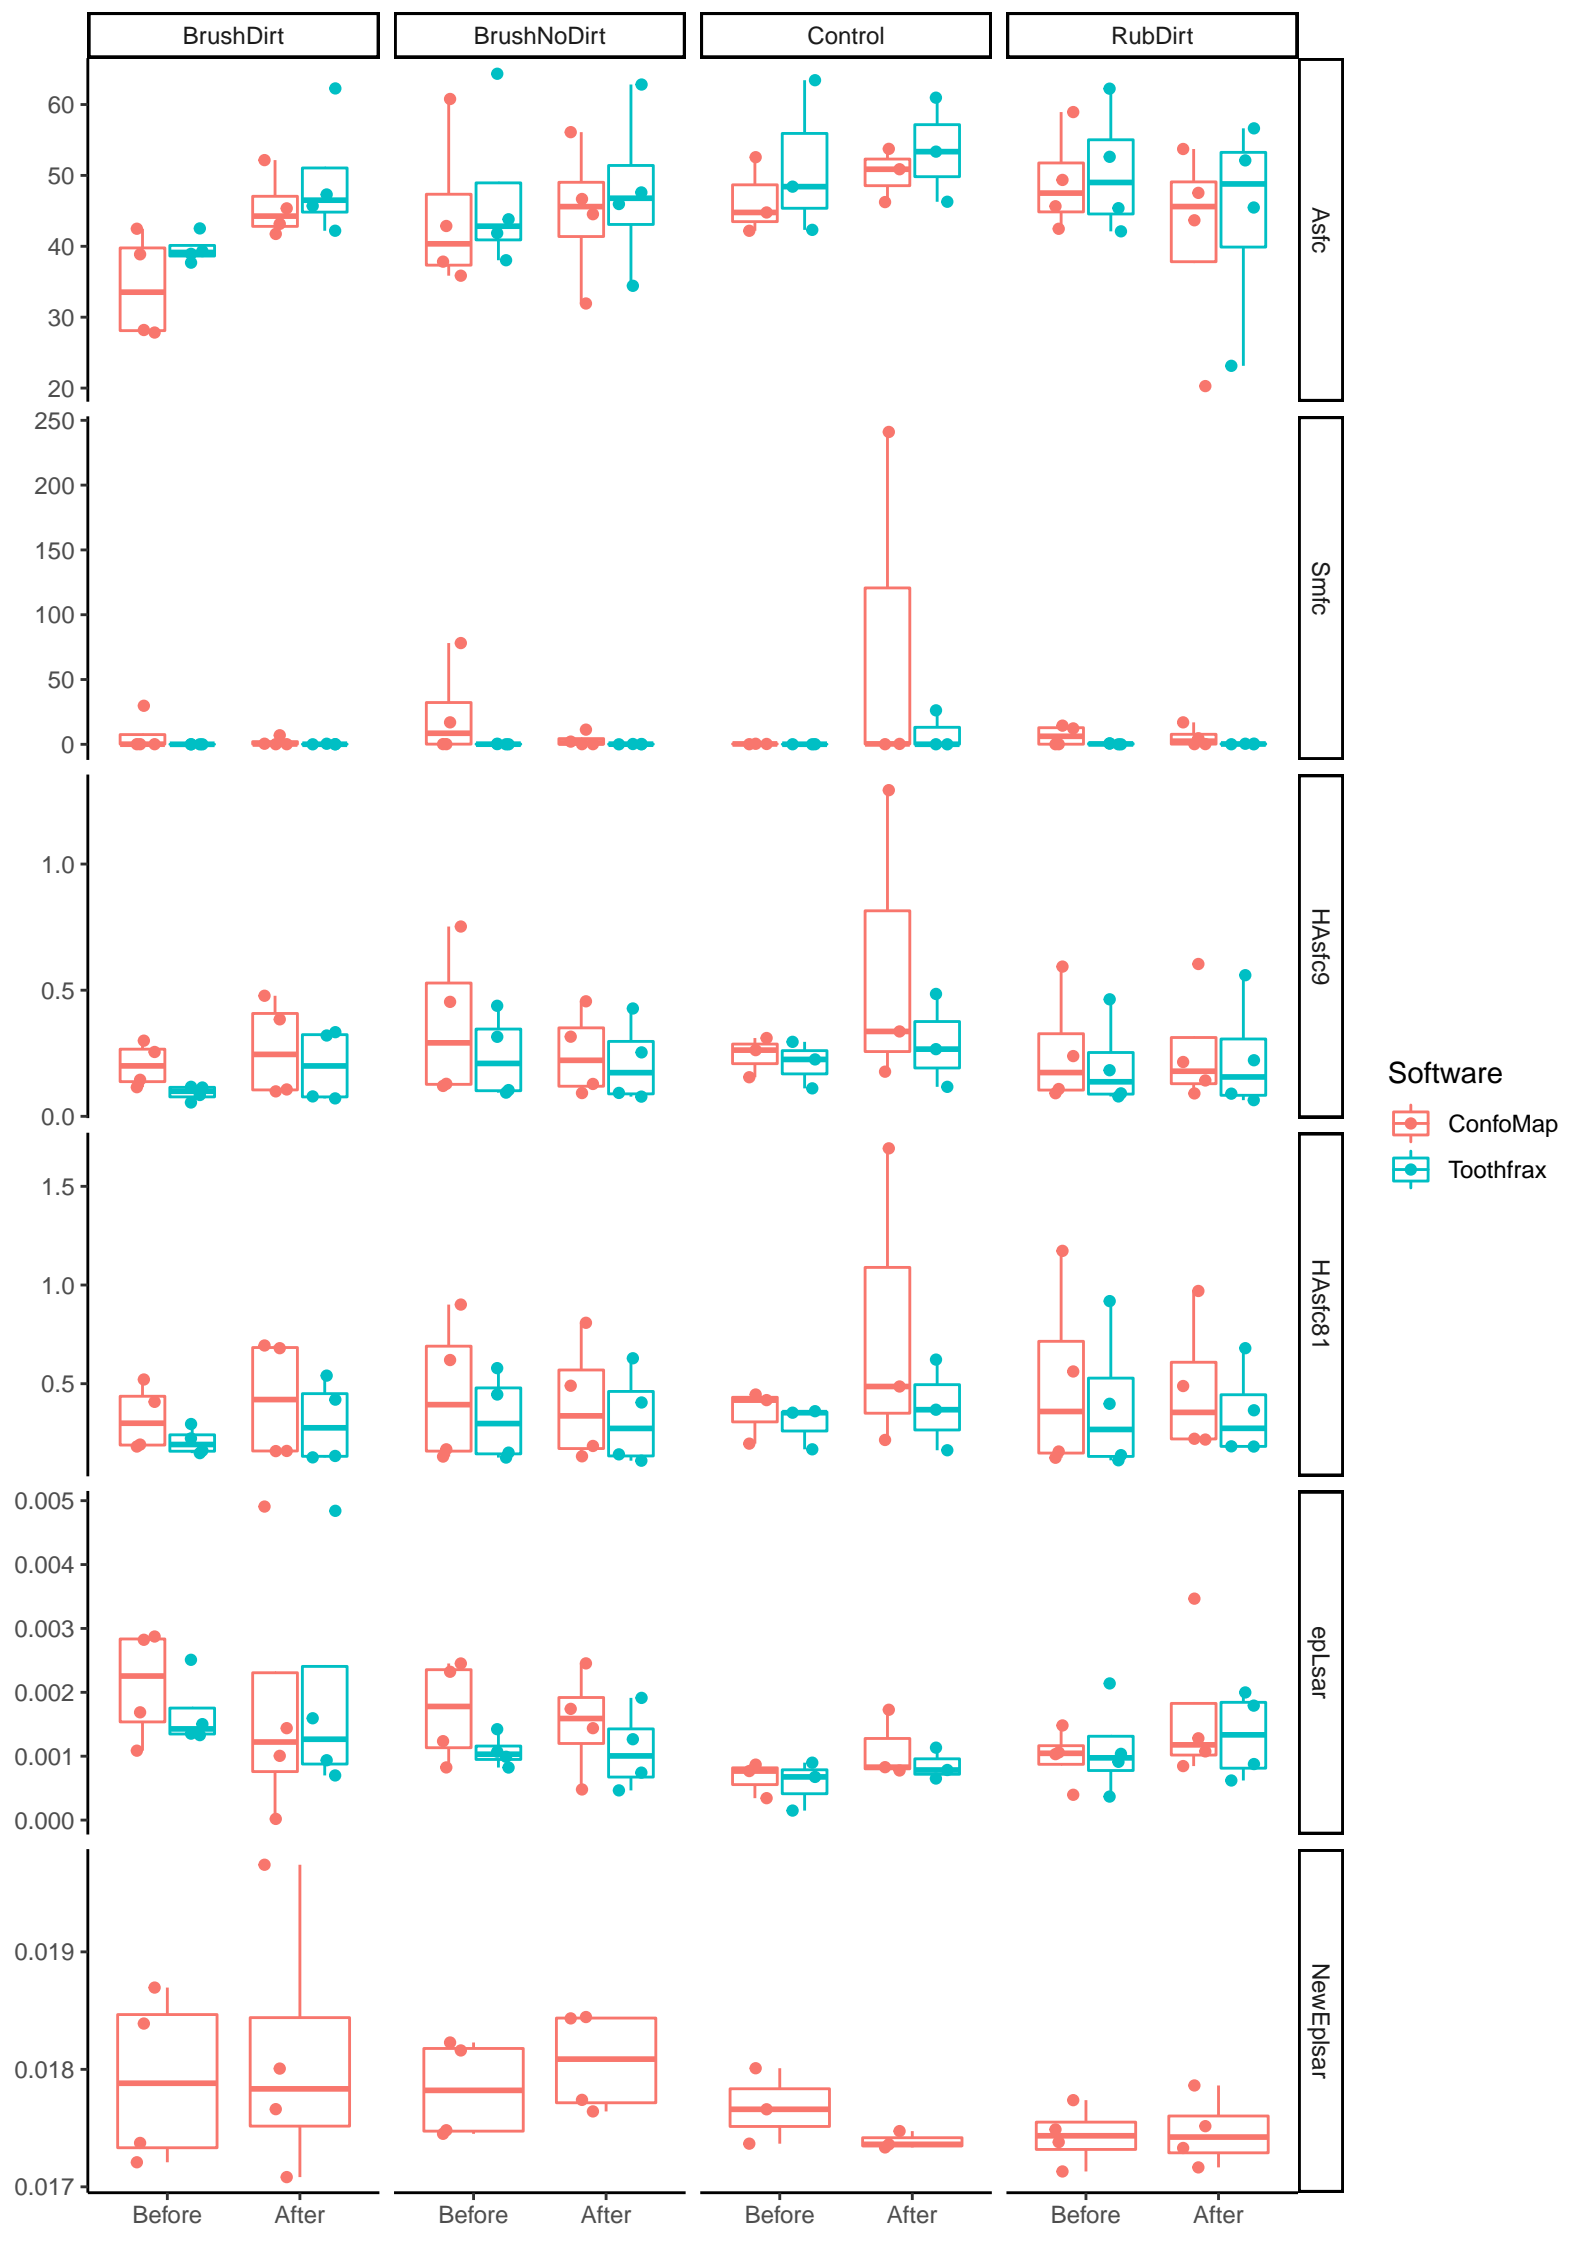 BrushDirt BrushNoDirt Control RubDirt
60
50
40
30
20
Asfc
250
200
150
100
50
0
Smfc
1.0
0.5
0.0
HAsfc9
1.5
1.0
0.5
HAsfc81
0.005
0.004
0.003
0.002
0.001
0.000
epLsar
0.019
0.018
0.017
NewEplsar
Before After Before After Before After Before After
Software
ConfoMap
Toothfrax